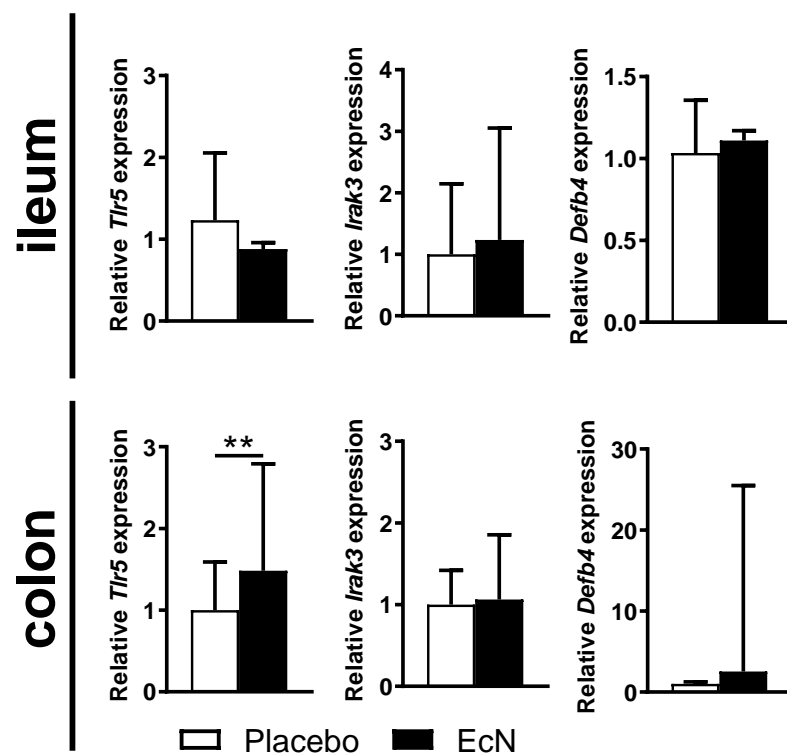 ileum
Relative Tlr5 expression
3
2
1
0
Relative Irak3 expression
4
3
2
1
0
Relative Defb4 expression
1.5
1.0
0.5
0.0
colon
Relative Tlr5 expression
3
2
1
0
**
Relative Irak3 expression
3
2
1
0
Relative Defb4 expression
30
20
10
0
Placebo EcN